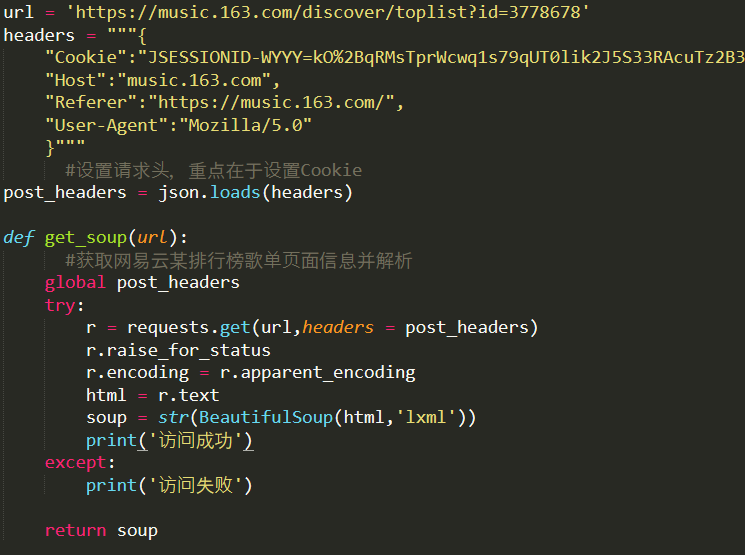 url = 'https://music.163.com/discover/toplist?id=3778678'
headers = """{
    "Cookie":"JSESSIONID-WYYY=kO%2BqRMsTprWcwq1s79qUT0lik2J5S33RAcuTz2B3
    "Host":"music.163.com",
    "Referer":"https://music.163.com/",
    "User-Agent":"Mozilla/5.0"
    }"""
      #设置请求头，重点在于设置Cookie
post_headers = json.loads(headers)

def get_soup(url):
      #获取网易云某排行榜歌单页面信息并解析
    global post_headers
    try:
        r = requests.get(url,headers = post_headers)
        r.raise_for_status
        r.encoding = r.apparent_encoding
        html = r.text
        soup = str(BeautifulSoup(html,'lxml'))
        print('访问成功')
    except:
        print('访问失败')

    return soup